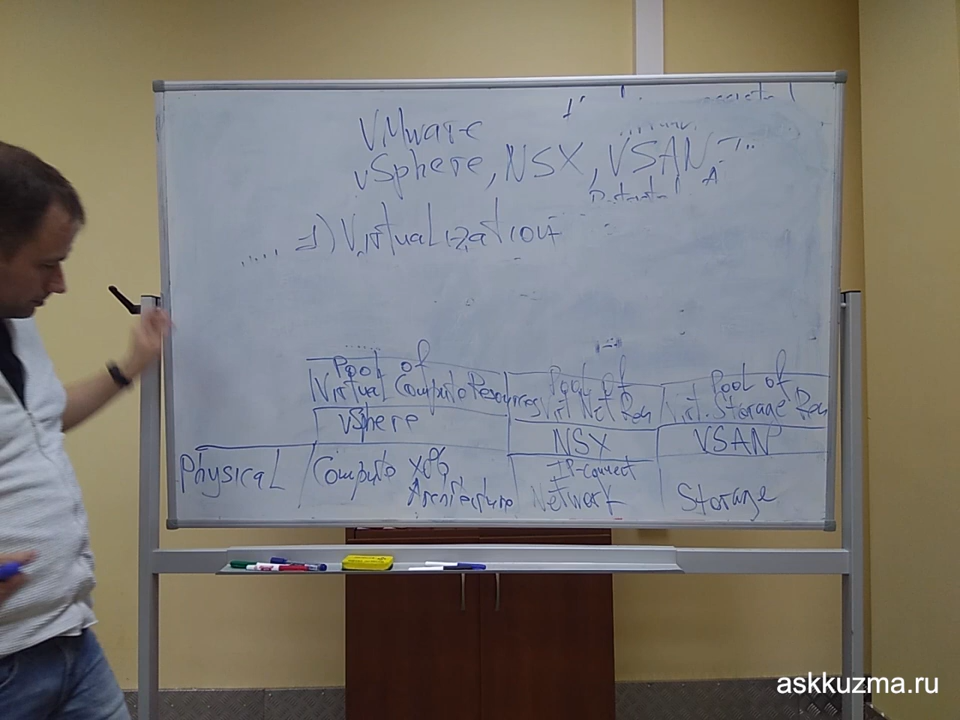 VMware
vSphere, NSX, VSAN
=1) Virtualization
Pool of
Virtual Compute Resources
vSphere
Pool of
Virt Net Res
NSX
Pool of
Virt. Storage Res
VSAN
Physical
Compute x86
Architecture
IP-connect
Network
Storage
askkuzma.ru